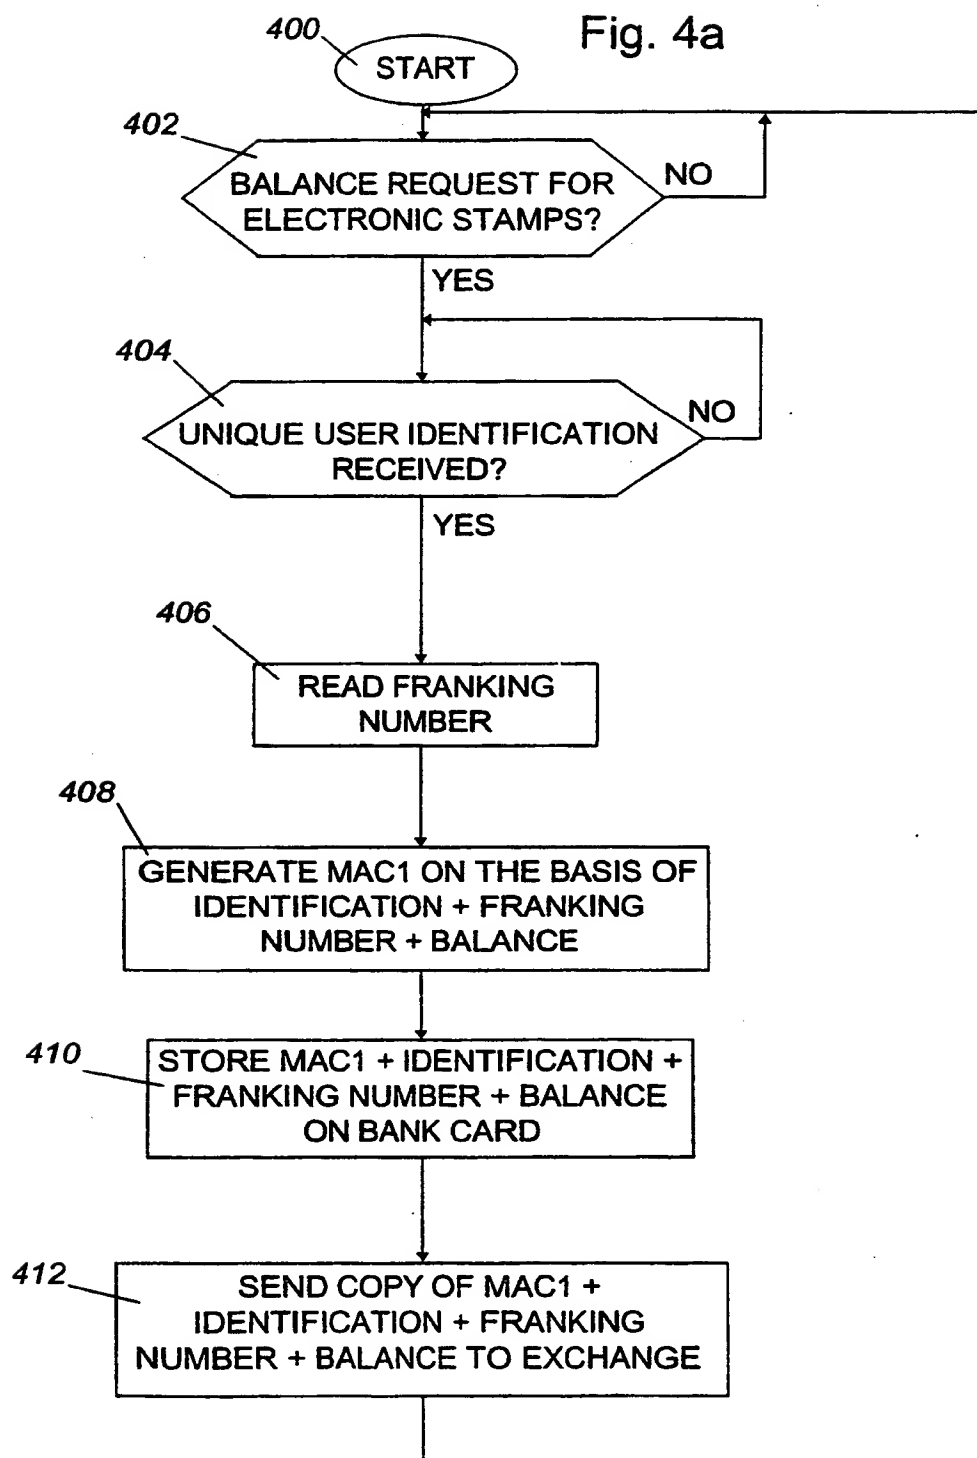 Fig. 4a
400
START
402
BALANCE REQUEST FOR
ELECTRONIC STAMPS?
NO
YES
404
UNIQUE USER IDENTIFICATION
RECEIVED?
NO
YES
406
READ FRANKING
NUMBER
408
GENERATE MAC1 ON THE BASIS OF
IDENTIFICATION + FRANKING
NUMBER + BALANCE
410
STORE MAC1 + IDENTIFICATION +
FRANKING NUMBER + BALANCE
ON BANK CARD
412
SEND COPY OF MAC1 +
IDENTIFICATION + FRANKING
NUMBER + BALANCE TO EXCHANGE